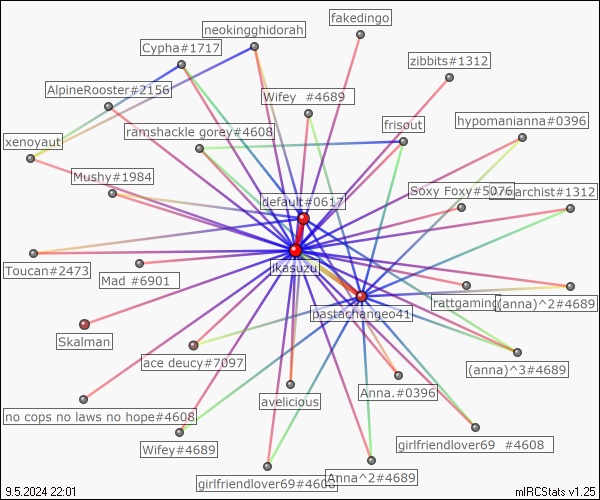 fakedingo
neokingghidorah
Cypha#1717
zibbits#1312
AlpineRooster#2156
Wifey #4689
hypomanianna#0396
ramshackle gorey#4608
frisout
xenoyaut
Mushy#1984
Soxy Foxy#5076
archist#1312
default#0617
ikasuzu
Toucan#2473
Mad #6901
rattgaming
(anna)^2#4689
pastachangeo41
Skalman
ace deucy#7097
(anna)^3#4689
Anna.#0396
avelicious
no cops no laws no hope#4608
Wifey#4689
girlfriendlover69 #4608
Anna^2#4689
girlfriendlover69#4608
9.5.2024 22:01
mIRCStats v1.25